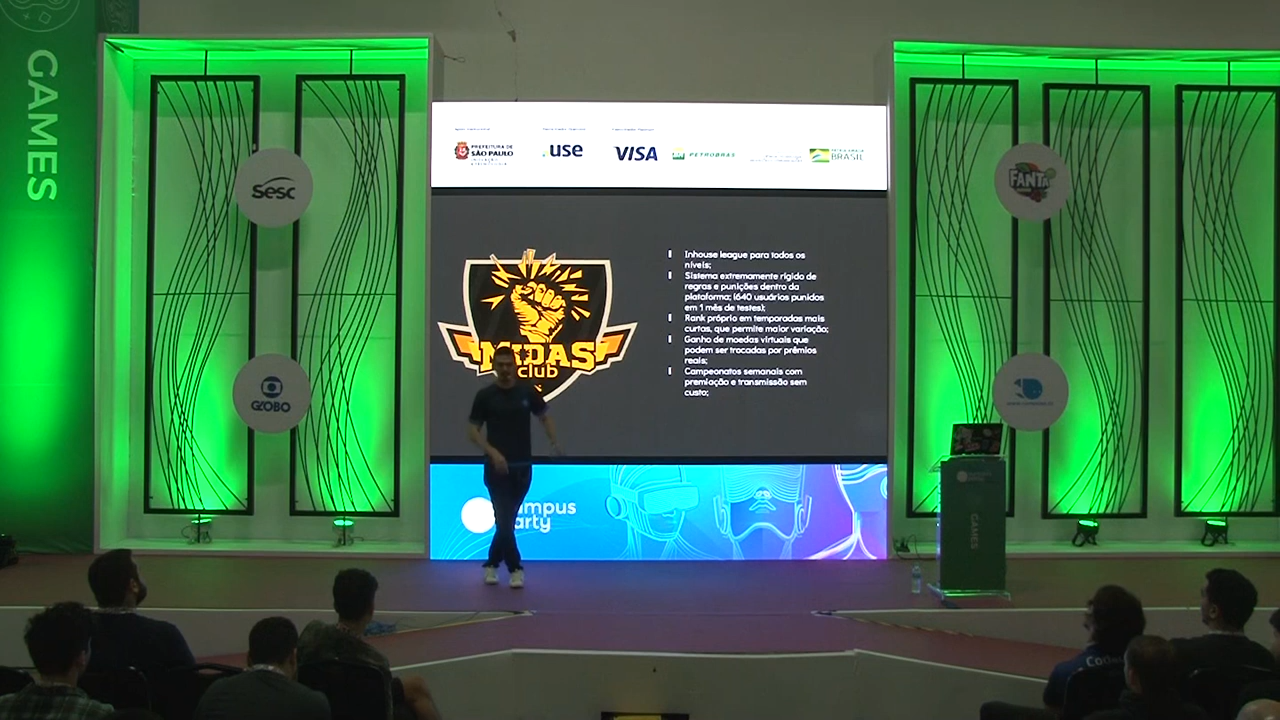 GAMES
Sesc
GLOBO
PREFEITURA DE
SÃO PAULO
.use
VISA
PETROBRAS
BRASIL
FANTA
MIDAS
club
Inhouse league para todos os
níveis;
Sistema extremamente rígido de
regras e punições dentro da
plataforma; (640 usuários punidos
em 1 mês de testes);
Rank próprio em temporadas mais
curtas, que permite maior variação;
Ganho de moedas virtuais que
podem ser trocadas por prêmios
reais;
Campeonatos semanais com
premiação e transmissão sem
custo;
mpus
arty
GAMES